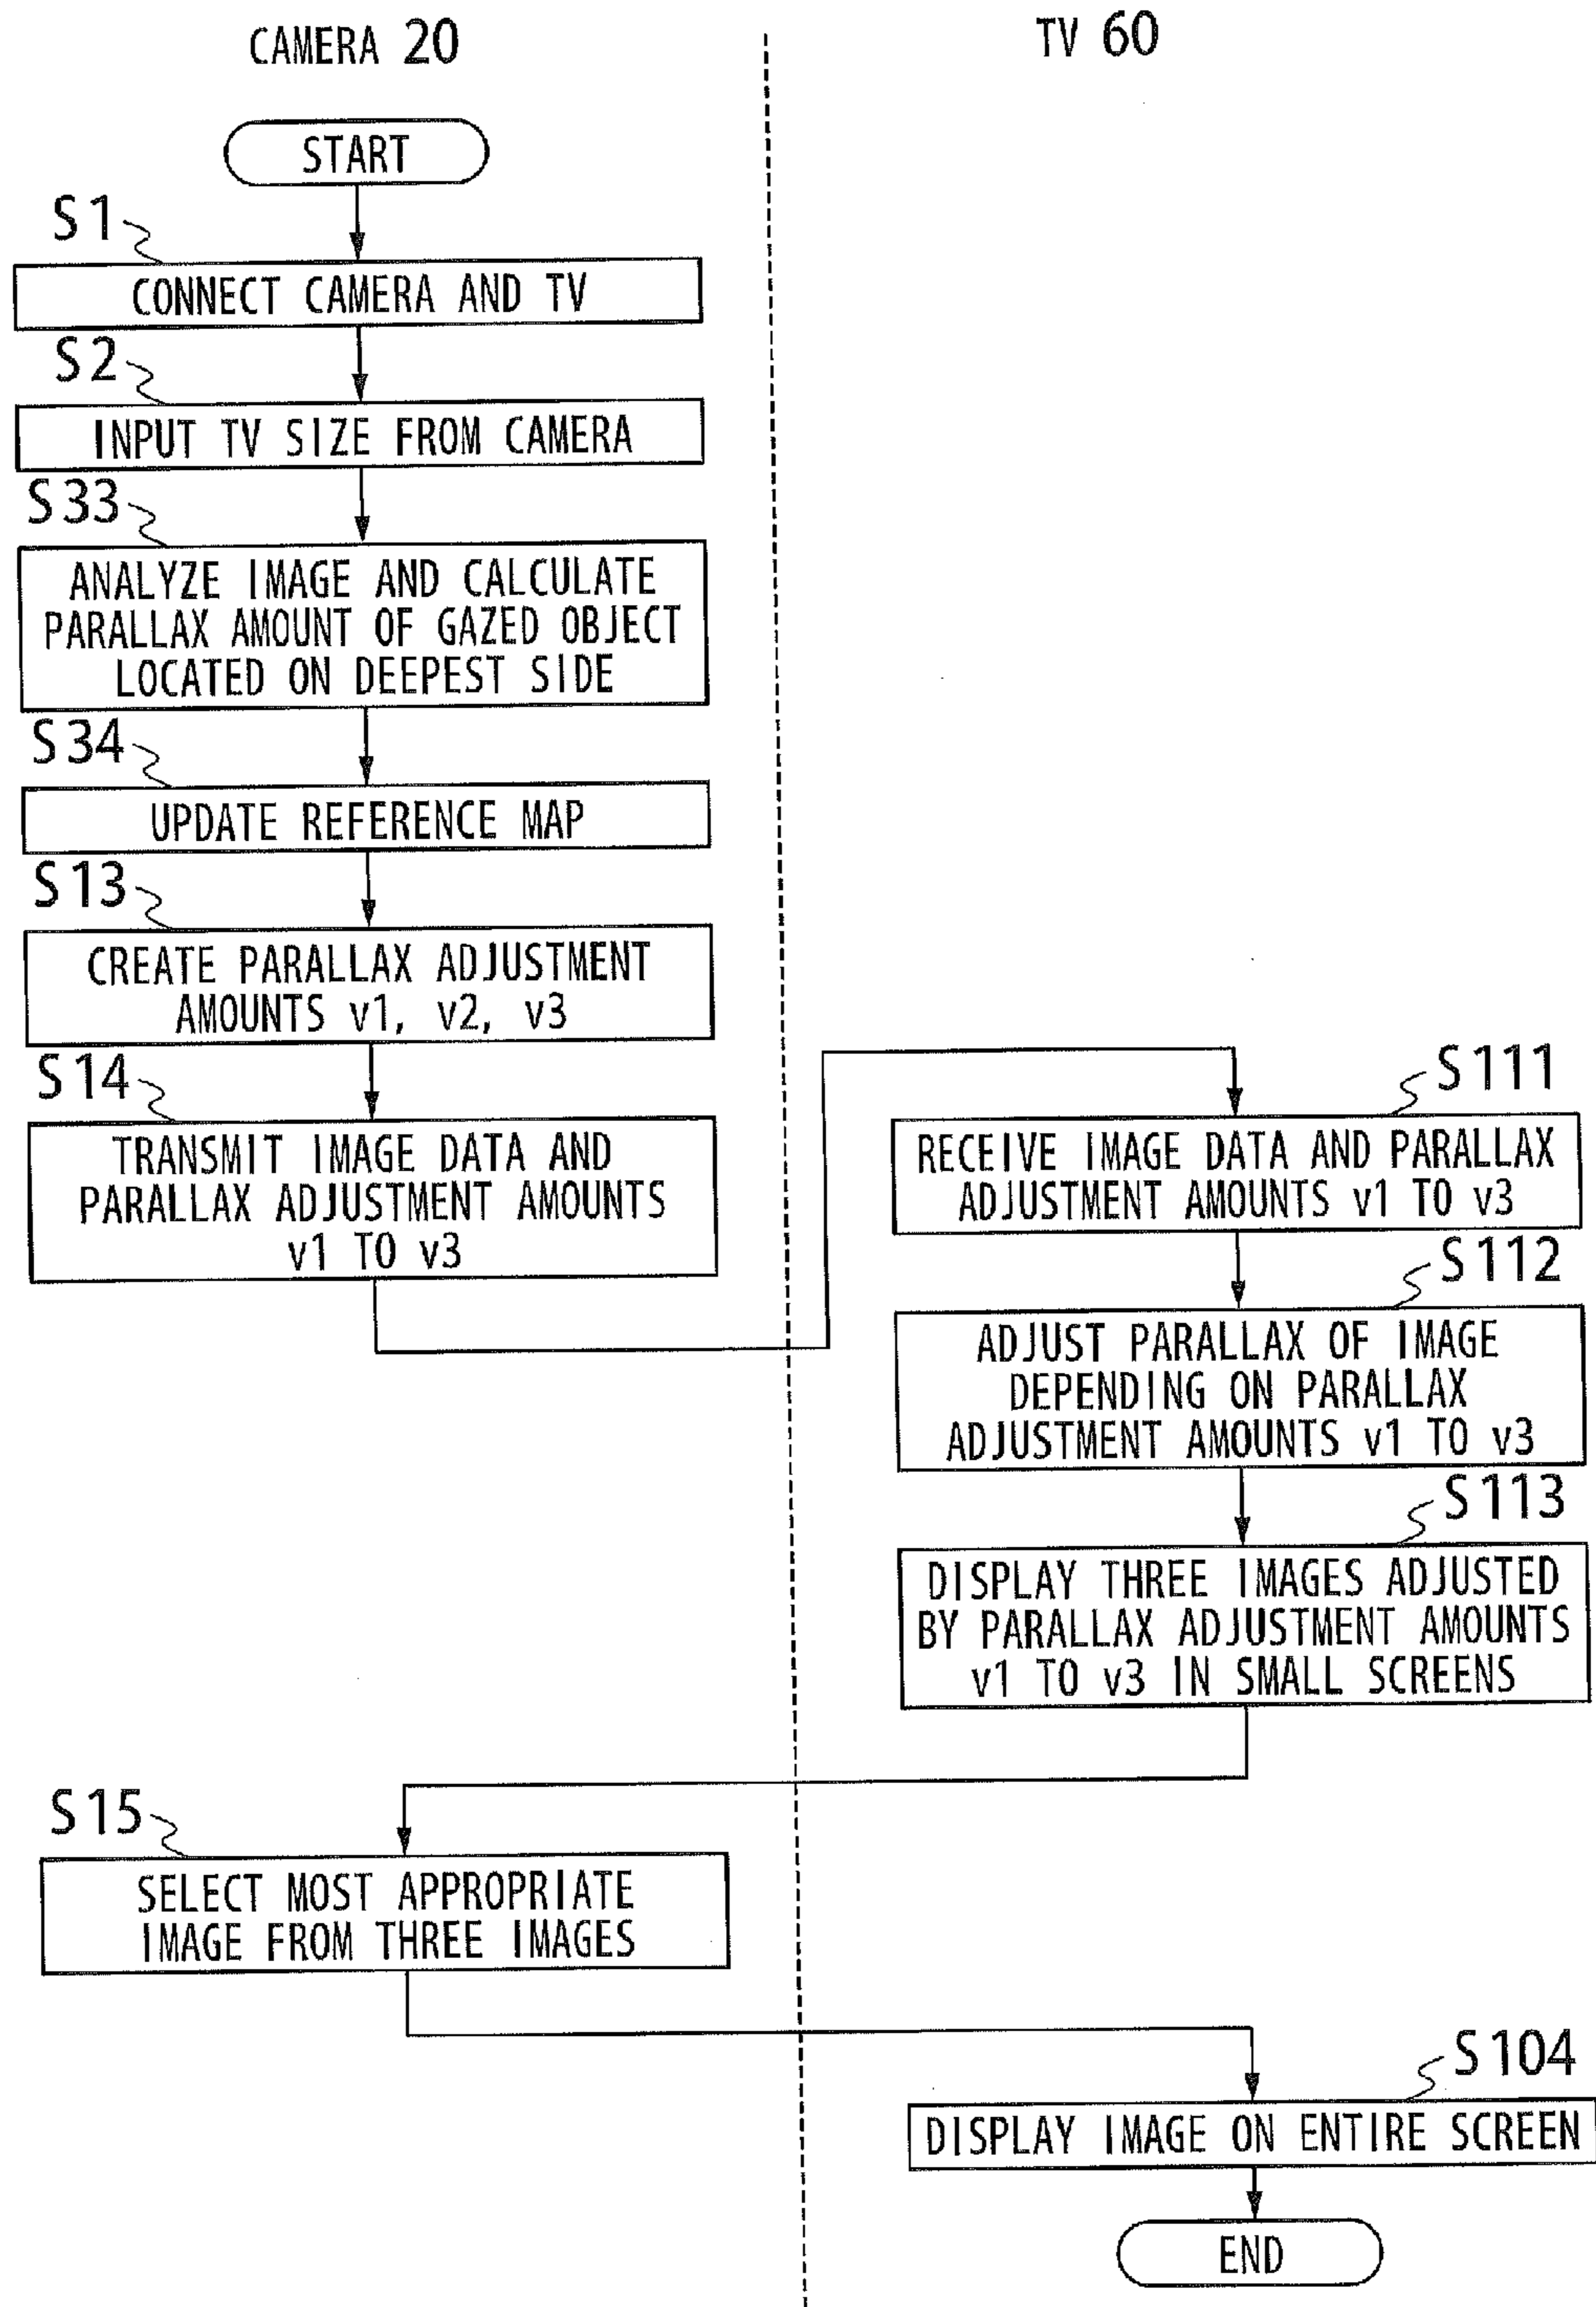 CAMERA 20
TV 60
START
S1
CONNECT CAMERA AND TV
S2
INPUT TV SIZE FROM CAMERA
S33
ANALYZE IMAGE AND CALCULATE
PARALLAX AMOUNT OF GAZED OBJECT
LOCATED ON DEEPEST SIDE
S34
UPDATE REFERENCE MAP
S13
CREATE PARALLAX ADJUSTMENT
AMOUNTS v1, v2, v3
S14
TRANSMIT IMAGE DATA AND
PARALLAX ADJUSTMENT AMOUNTS
v1 TO v3
S111
RECEIVE IMAGE DATA AND PARALLAX
ADJUSTMENT AMOUNTS v1 TO v3
S112
ADJUST PARALLAX OF IMAGE
DEPENDING ON PARALLAX
ADJUSTMENT AMOUNTS v1 TO v3
S113
DISPLAY THREE IMAGES ADJUSTED
BY PARALLAX ADJUSTMENT AMOUNTS
v1 TO v3 IN SMALL SCREENS
S15
SELECT MOST APPROPRIATE
IMAGE FROM THREE IMAGES
S104
DISPLAY IMAGE ON ENTIRE SCREEN
END